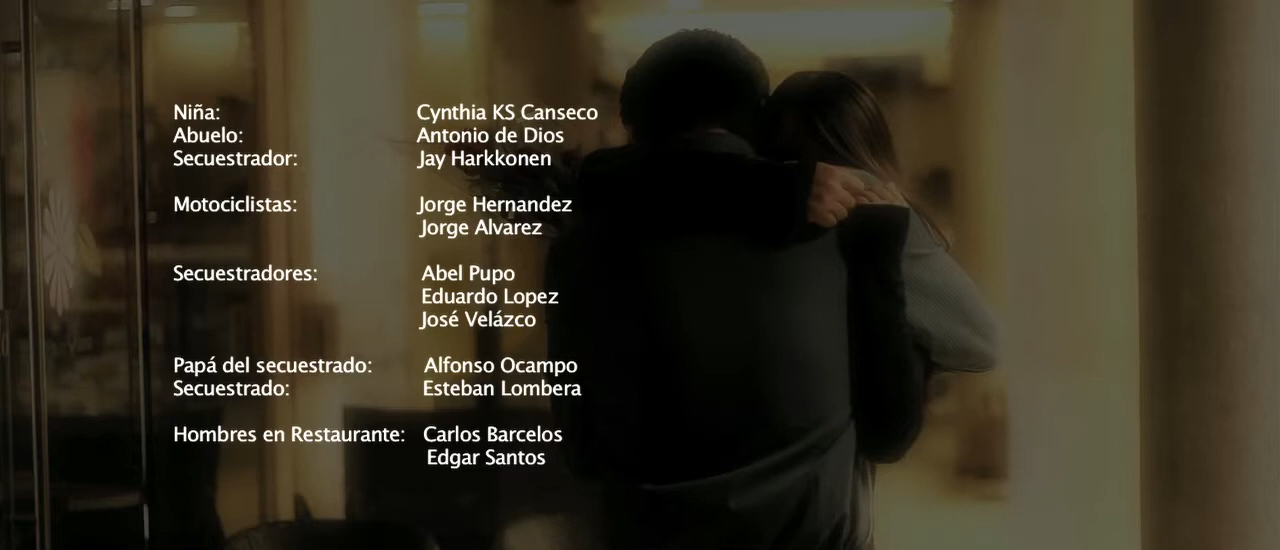 Niña: Cynthia KS Canseco
Abuelo: Antonio de Dios
Secuestrador: Jay Harkkonen
Motociclistas: Jorge Hernandez
Jorge Alvarez
Secuestradores: Abel Pupo
Eduardo Lopez
José Velázco
Papá del secuestrado: Alfonso Ocampo
Secuestrado: Esteban Lombera
Hombres en Restaurante: Carlos Barcelos
Edgar Santos